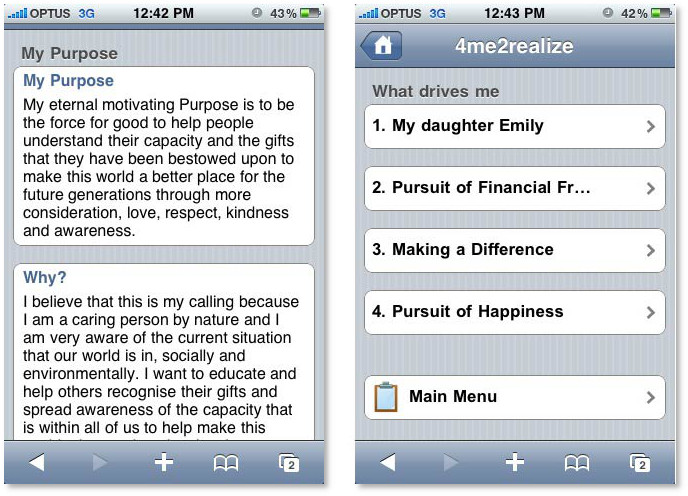 OPTUS 3G 12:42 PM 43%
My Purpose
My Purpose
My eternal motivating Purpose is to be
the force for good to help people
understand their capacity and the gifts
that they have been bestowed upon to
make this world a better place for the
future generations through more
consideration, love, respect, kindness
and awareness.
Why?
I believe that this is my calling because
I am a caring person by nature and I
am very aware of the current situation
that our world is in, socially and
environmentally. I want to educate and
help others recognise their gifts and
spread awareness of the capacity that
is within all of us to help make this
2
OPTUS 3G 12:43 PM 42%
4me2realize
What drives me
1. My daughter Emily
2. Pursuit of Financial Fr...
3. Making a Difference
4. Pursuit of Happiness
Main Menu
2